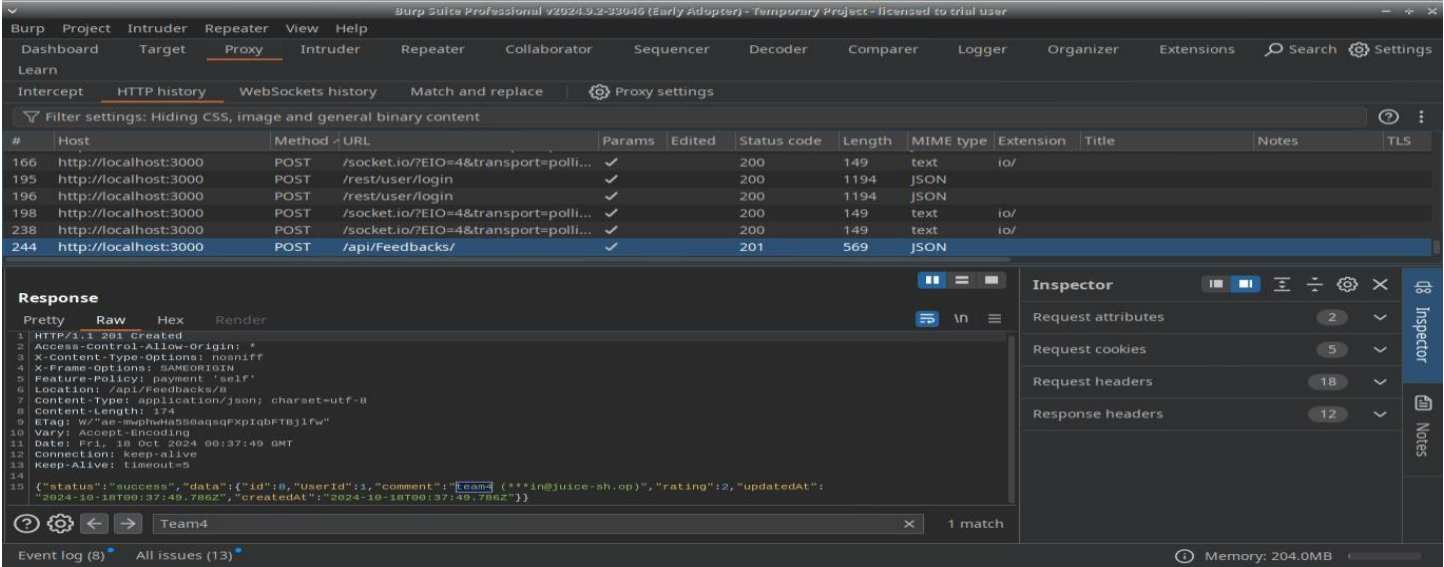 Burp Suite Professional v2024.9.2-33046 (Early Adopter) - Temporary Project - licensed to trial user
Burp Project Intruder Repeater View Help
Dashboard Target Proxy Intruder Repeater Collaborator Sequencer Decoder Comparer Logger Organizer Extensions Search Settings
Learn
Intercept HTTP history WebSockets history Match and replace Proxy settings
Filter settings: Hiding CSS, image and general binary content
# Host Method URL Params Edited Status code Length MIME type Extension Title Notes TLS
166 http://localhost:3000 POST /socket.io/?EIO=4&transport=polli... ✓ 200 149 text io/
195 http://localhost:3000 POST /rest/user/login ✓ 200 1194 JSON
196 http://localhost:3000 POST /rest/user/login ✓ 200 1194 JSON
198 http://localhost:3000 POST /socket.io/?EIO=4&transport=polli... ✓ 200 149 text io/
238 http://localhost:3000 POST /socket.io/?EIO=4&transport=polli... ✓ 200 149 text io/
244 http://localhost:3000 POST /api/Feedbacks/ ✓ 201 569 JSON
Response
Pretty Raw Hex Render \n
1 HTTP/1.1 201 Created
2 Access-Control-Allow-Origin: *
3 X-Content-Type-Options: nosniff
4 X-Frame-Options: SAMEORIGIN
5 Feature-Policy: payment 'self'
6 Location: /api/Feedbacks/8
7 Content-Type: application/json; charset=utf-8
8 Content-Length: 174
9 ETag:
10 Vary: Accept-Encoding
11 Date: Fri, 18 Oct 2024 00:37:49 GMT
12 Connection: keep-alive
13 Keep-Alive: timeout=5
14
15 {"status":"success","data":{"id":8,"UserId":1,"comment":"team4 (***in@juice-sh.op)","rating":2,"updatedAt":
"2024-10-18T00:37:49.786Z","createdAt":"2024-10-18T00:37:49.786Z"}}
Team4 1 match
Inspector
Request attributes 2
Request cookies 5
Request headers 18
Response headers 12
Inspector
Notes
Event log (8) All issues (13) Memory: 204.0MB